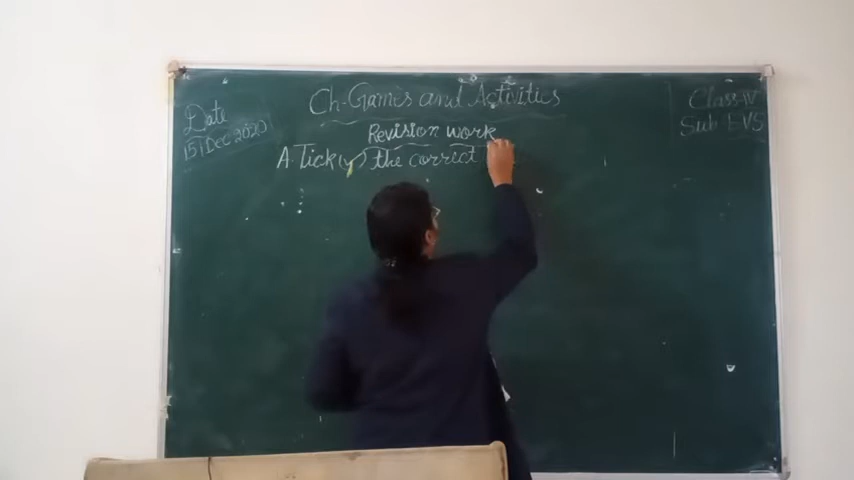 Date
15 | Dec 2020
Ch-Games and Activities
Class-IV
Sub EVS
Revision work
A Tick (✓) the correct